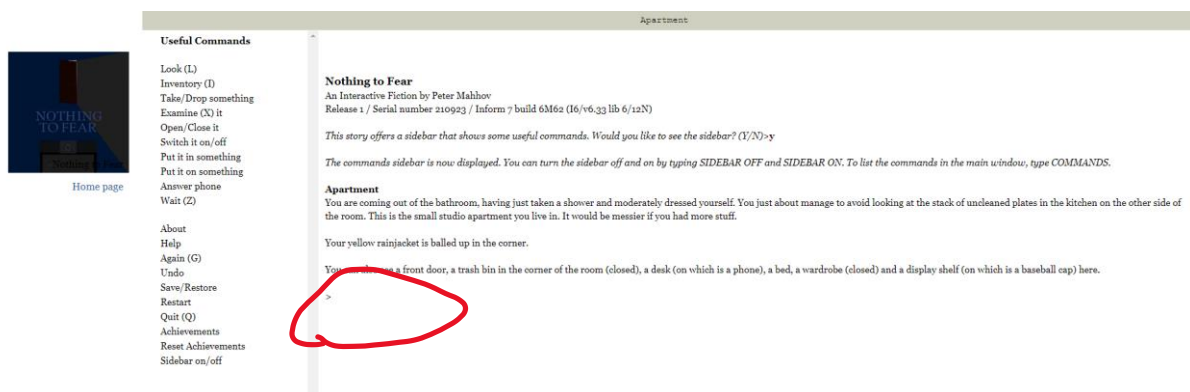 Apartment
NOTHING
TO FEAR
Nothing to Fear
Home page
Useful Commands
Look (L)
Inventory (I)
Take/Drop something
Examine (X) it
Open/Close it
Switch it on/off
Put it in something
Put it on something
Answer phone
Wait (Z)
About
Help
Again (G)
Undo
Save/Restore
Restart
Quit (Q)
Achievements
Reset Achievements
Sidebar on/off
Nothing to Fear
An Interactive Fiction by Peter Mahhov
Release 1 / Serial number 210923 / Inform 7 build 6M62 (I6/v6.33 lib 6/12N)
This story offers a sidebar that shows some useful commands. Would you like to see the sidebar? (Y/N)>y
The commands sidebar is now displayed. You can turn the sidebar off and on by typing SIDEBAR OFF and SIDEBAR ON. To list the commands in the main window, type COMMANDS.
Apartment
You are coming out of the bathroom, having just taken a shower and moderately dressed yourself. You just about manage to avoid looking at the stack of uncleaned plates in the kitchen on the other side of
the room. This is the small studio apartment you live in. It would be messier if you had more stuff.
Your yellow rainjacket is balled up in the corner.
You can also see a front door, a trash bin in the corner of the room (closed), a desk (on which is a phone), a bed, a wardrobe (closed) and a display shelf (on which is a baseball cap) here.
>